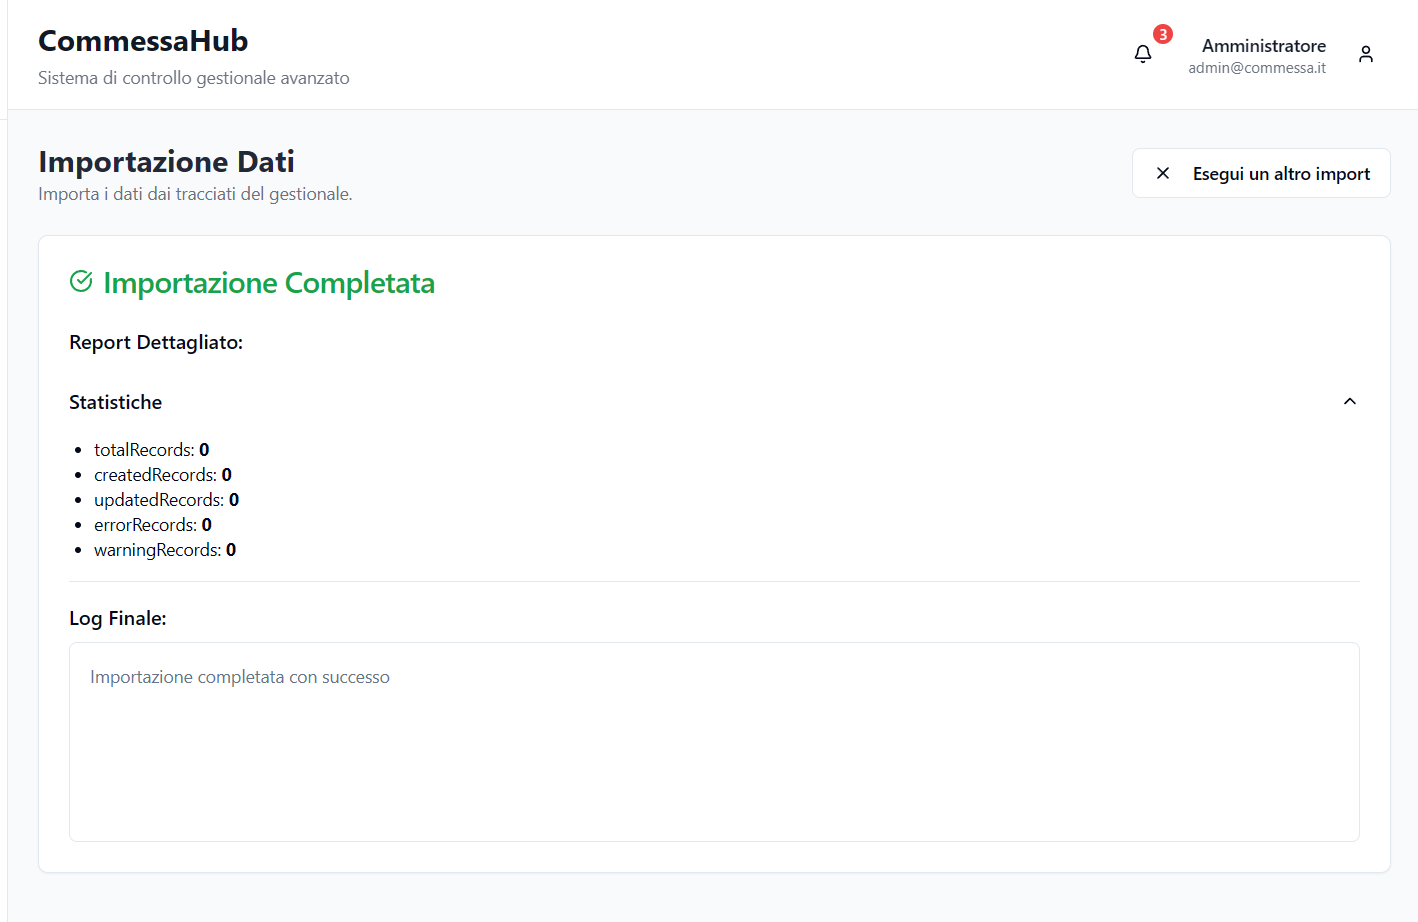 CommessaHub
Sistema di controllo gestionale avanzato
3
Amministratore
admin@commessa.it
Importazione Dati
Importa i dati dai tracciati del gestionale.
Esegui un altro import
Importazione Completata
Report Dettagliato:
Statistiche
totalRecords: 0
createdRecords: 0
updatedRecords: 0
errorRecords: 0
warningRecords: 0
Log Finale:
Importazione completata con successo